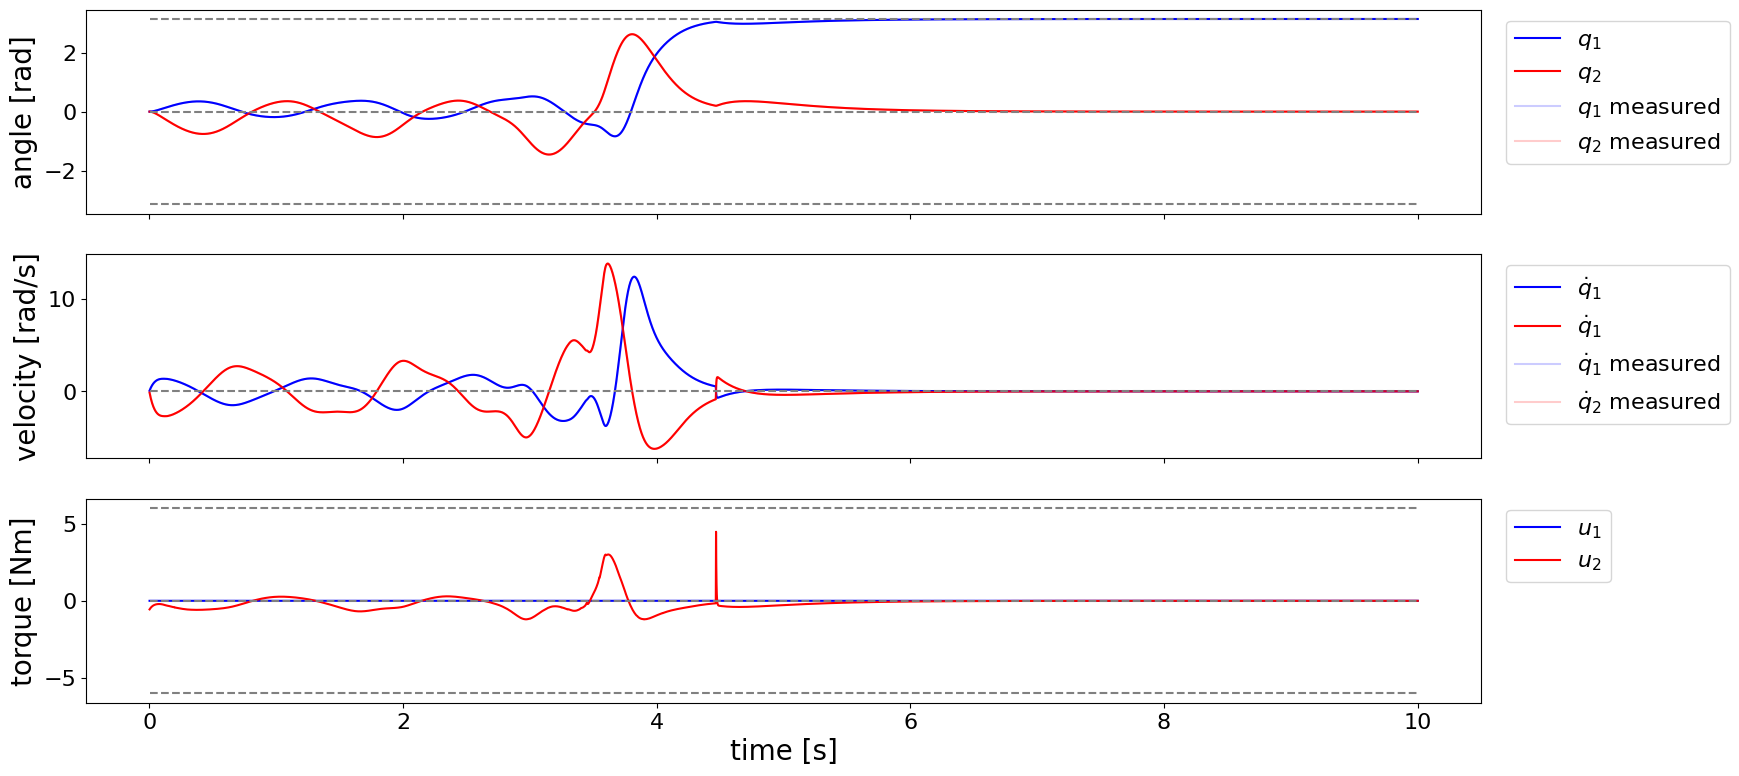 angle [rad]
2
0
−2
q₁
q₂
q₁ measured
q₂ measured
velocity [rad/s]
10
0
q̇₁
q̇₁
q̇₁ measured
q̇₂ measured
torque [Nm]
5
0
−5
u₁
u₂
0 2 4 6 8 10
time [s]